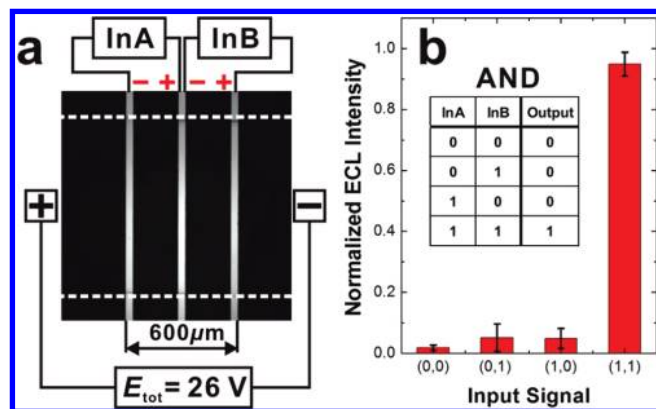 a
InA
InB
− + − +
+
−
600μm
E_tot = 26 V
b
Normalized ECL Intensity
1.0
0.8
0.6
0.4
0.2
0.0
AND
InA InB Output
0 0 0
0 1 0
1 0 0
1 1 1
(0,0) (0,1) (1,0) (1,1)
Input Signal